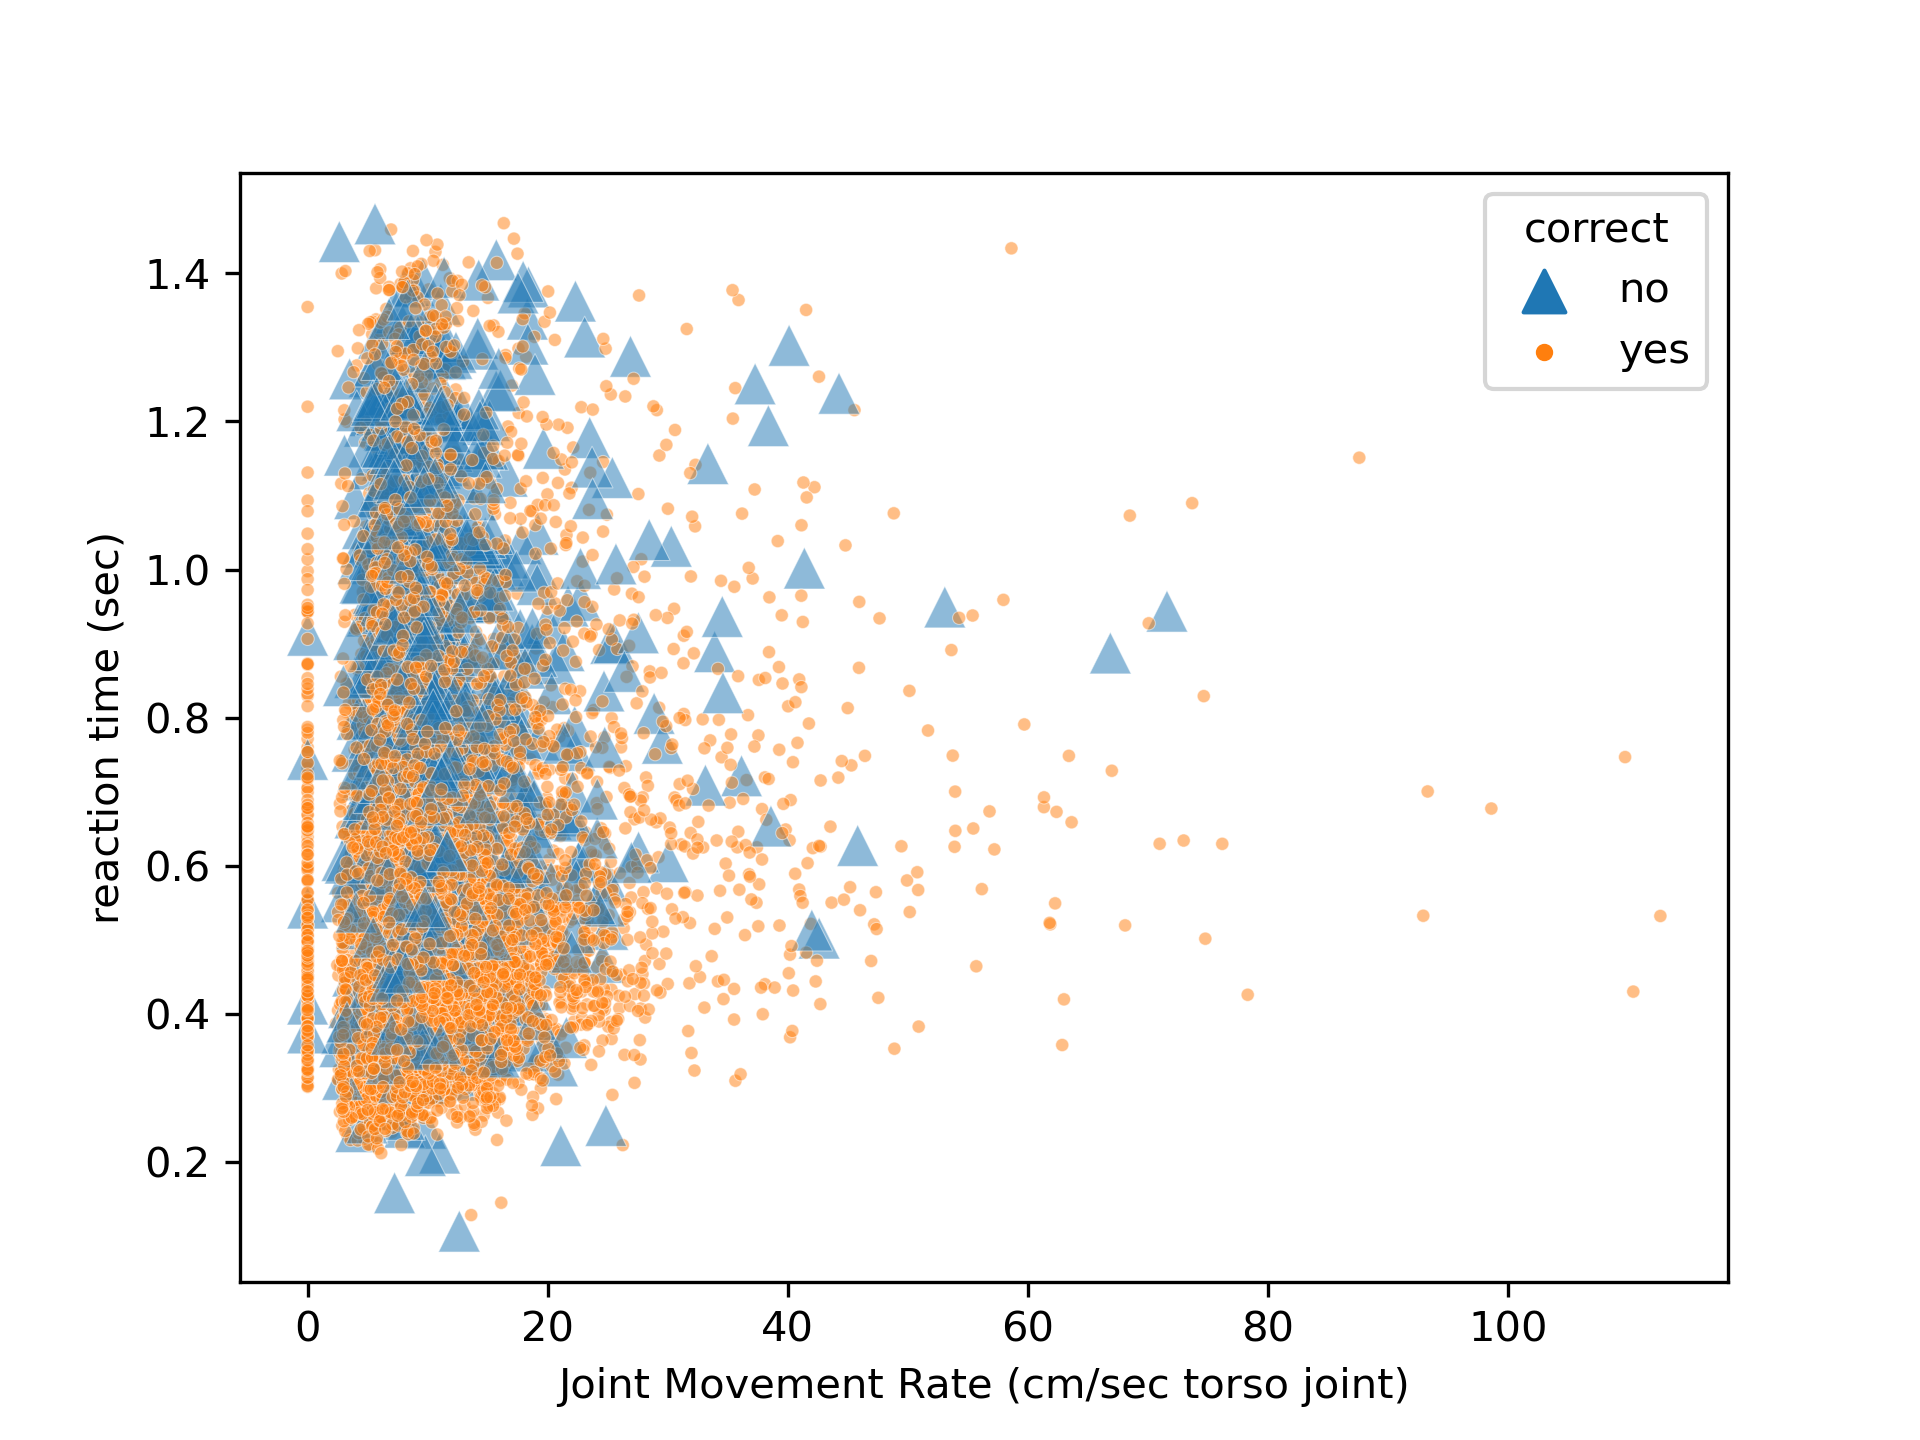 correct
no
yes
1.4
1.2
1.0
0.8
0.6
0.4
0.2
reaction time (sec)
0 20 40 60 80 100
Joint Movement Rate (cm/sec torso joint)